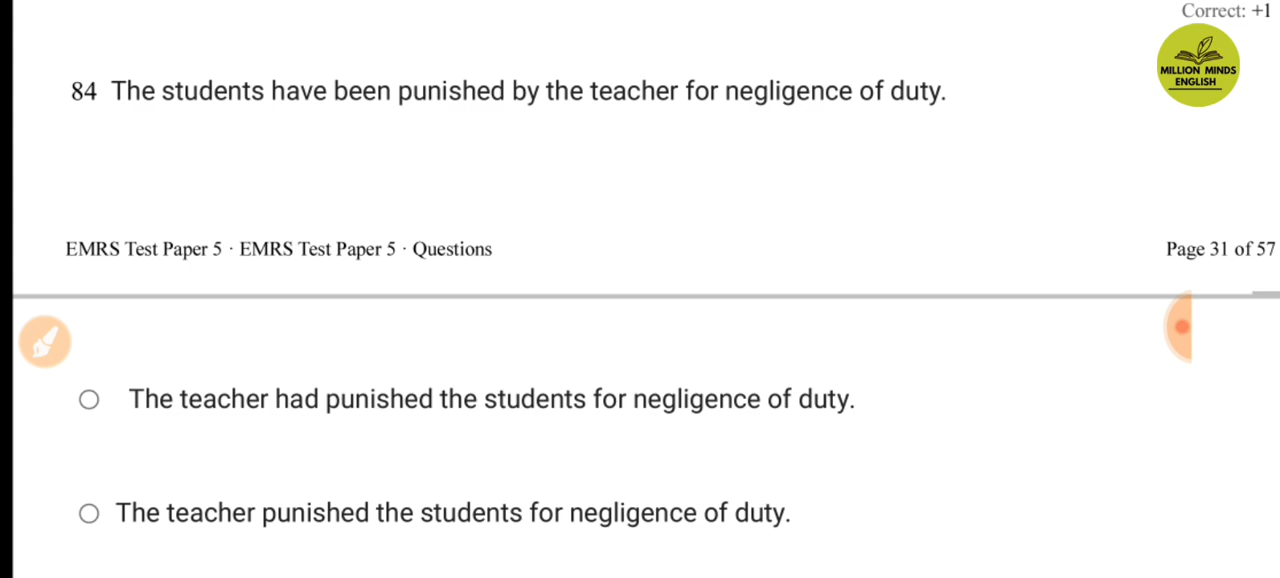 Correct: +1
MILLION MINDS
ENGLISH
84 The students have been punished by the teacher for negligence of duty.
EMRS Test Paper 5 · EMRS Test Paper 5 · Questions
Page 31 of 57
The teacher had punished the students for negligence of duty.
The teacher punished the students for negligence of duty.